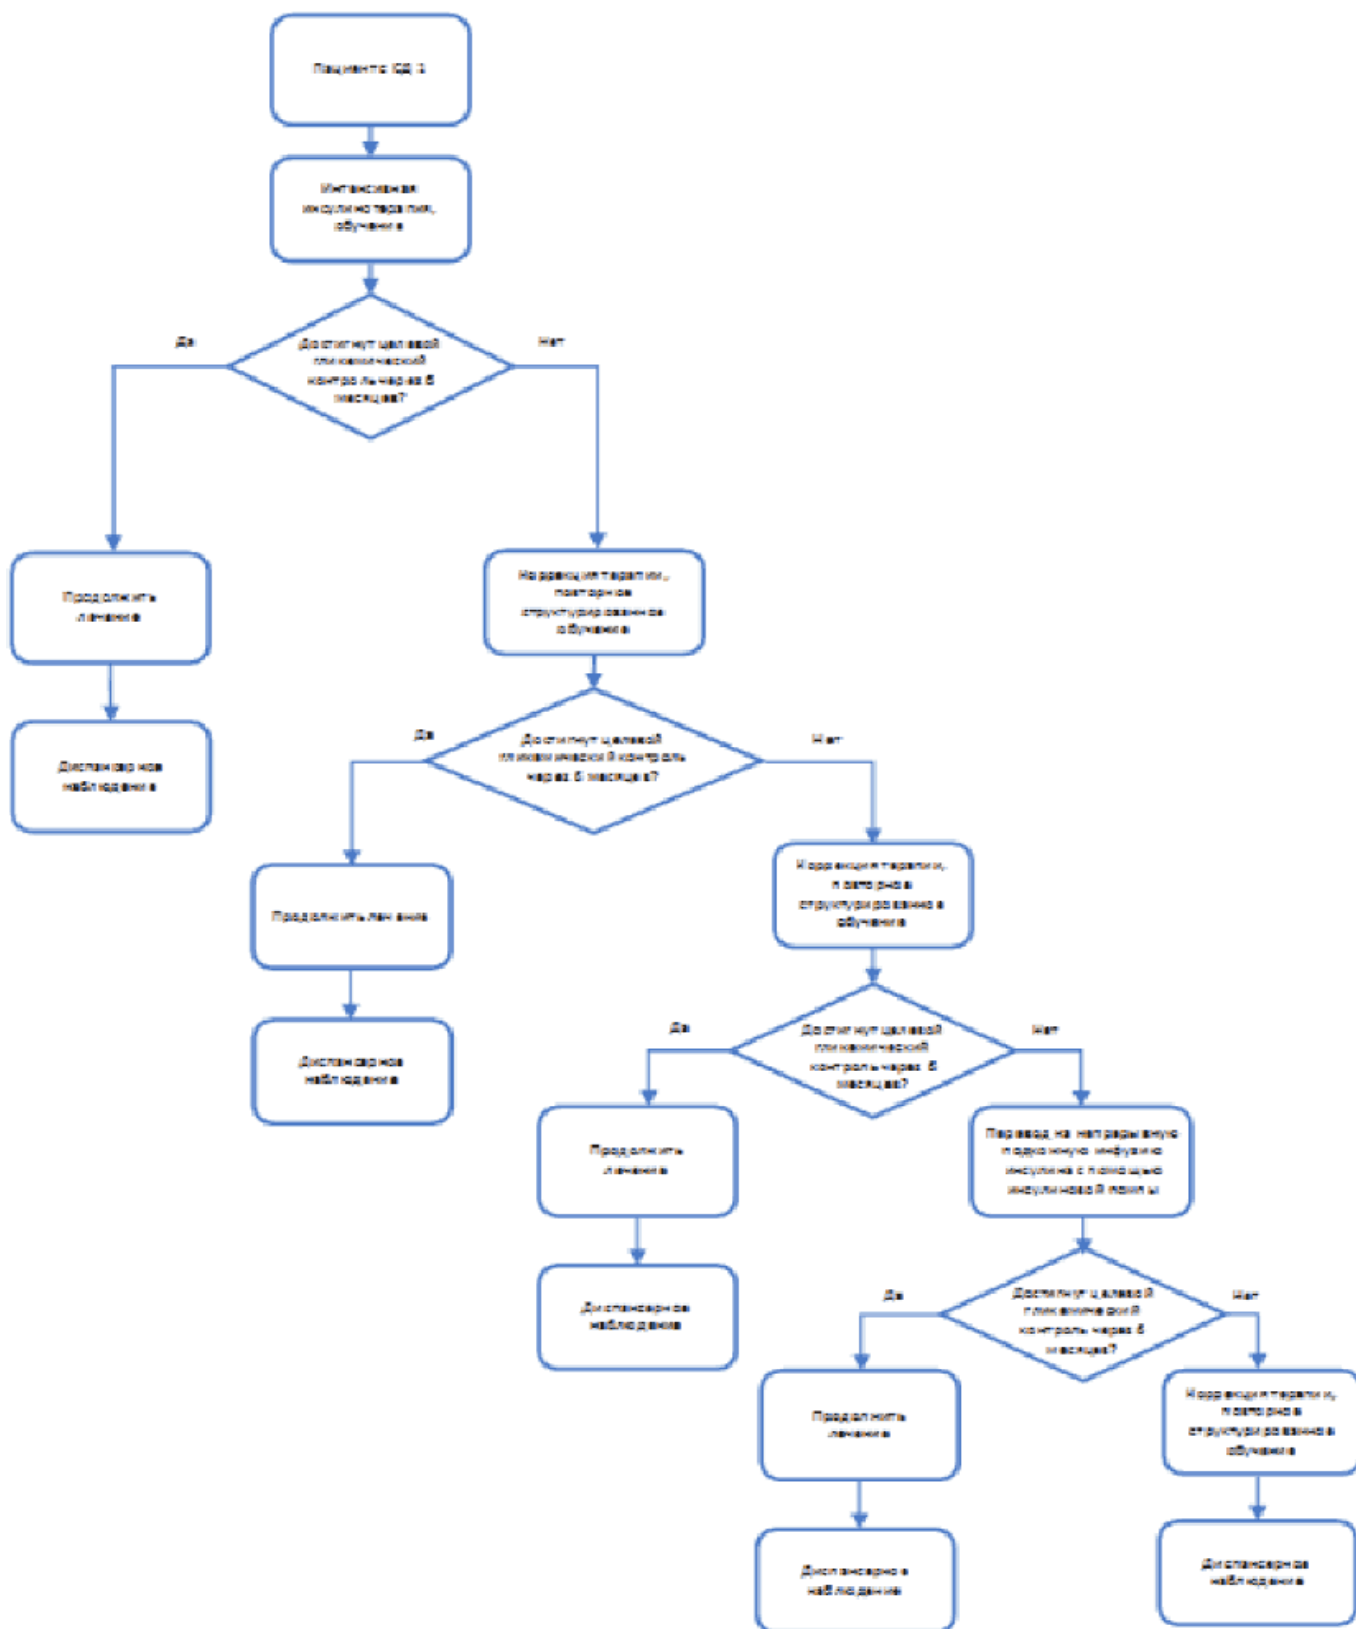 Пациент с СД 1
Интенсивная
инсулинотерапия,
обучение
Достигнут целевой
гликемический
контроль через 6
месяцев?
Да
Нет
Продолжить
лечение
Диспансерное
наблюдение
Коррекция терапии,
повторное
структурированное
обучение
Достигнут целевой
гликемический контроль
через 6 месяцев?
Да
Нет
Продолжить лечение
Диспансерное
наблюдение
Коррекция терапии,
повторное
структурированное
обучение
Достигнут целевой
гликемический
контроль через 6
месяцев?
Да
Нет
Продолжить
лечение
Диспансерное
наблюдение
Перевод на непрерывную
подкожную инфузию
инсулина с помощью
инсулиновой помпы
Достигнут целевой
гликемический
контроль через 6
месяцев?
Да
Нет
Продолжить
лечение
Диспансерное
наблюдение
Коррекция терапии,
повторное
структурированное
обучение
Диспансерное
наблюдение